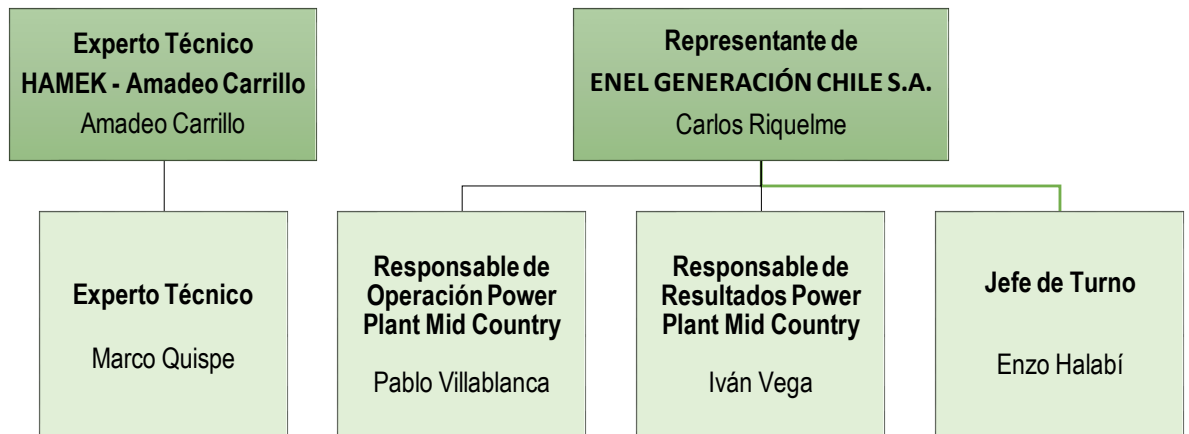 Experto Técnico
HAMEK - Amadeo Carrillo
Amadeo Carrillo
Representante de
ENEL GENERACIÓN CHILE S.A.
Carlos Riquelme
Experto Técnico
Marco Quispe
Responsable de
Operación Power
Plant Mid Country
Pablo Villablanca
Responsable de
Resultados Power
Plant Mid Country
Iván Vega
Jefe de Turno
Enzo Halabí